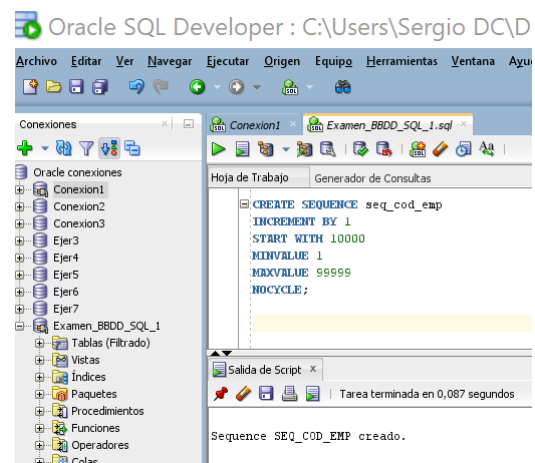 Oracle SQL Developer : C:\Users\Sergio DC\D
Archivo Editar Ver Navegar Ejecutar Origen Equipo Herramientas Ventana Ayu
Conexiones
Oracle conexiones
Conexion1
Conexion2
Conexion3
Ejer3
Ejer4
Ejer5
Ejer6
Ejer7
Examen_BBDD_SQL_1
Tablas (Filtrado)
Vistas
Índices
Paquetes
Procedimientos
Funciones
Operadores
Colas
Conexion1 Examen_BBDD_SQL_1.sql
Hoja de Trabajo Generador de Consultas
CREATE SEQUENCE seq_cod_emp
INCREMENT BY 1
START WITH 10000
MINVALUE 1
MAXVALUE 99999
NOCYCLE;
Salida de Script x
Tarea terminada en 0,087 segundos
Sequence SEQ_COD_EMP creado.